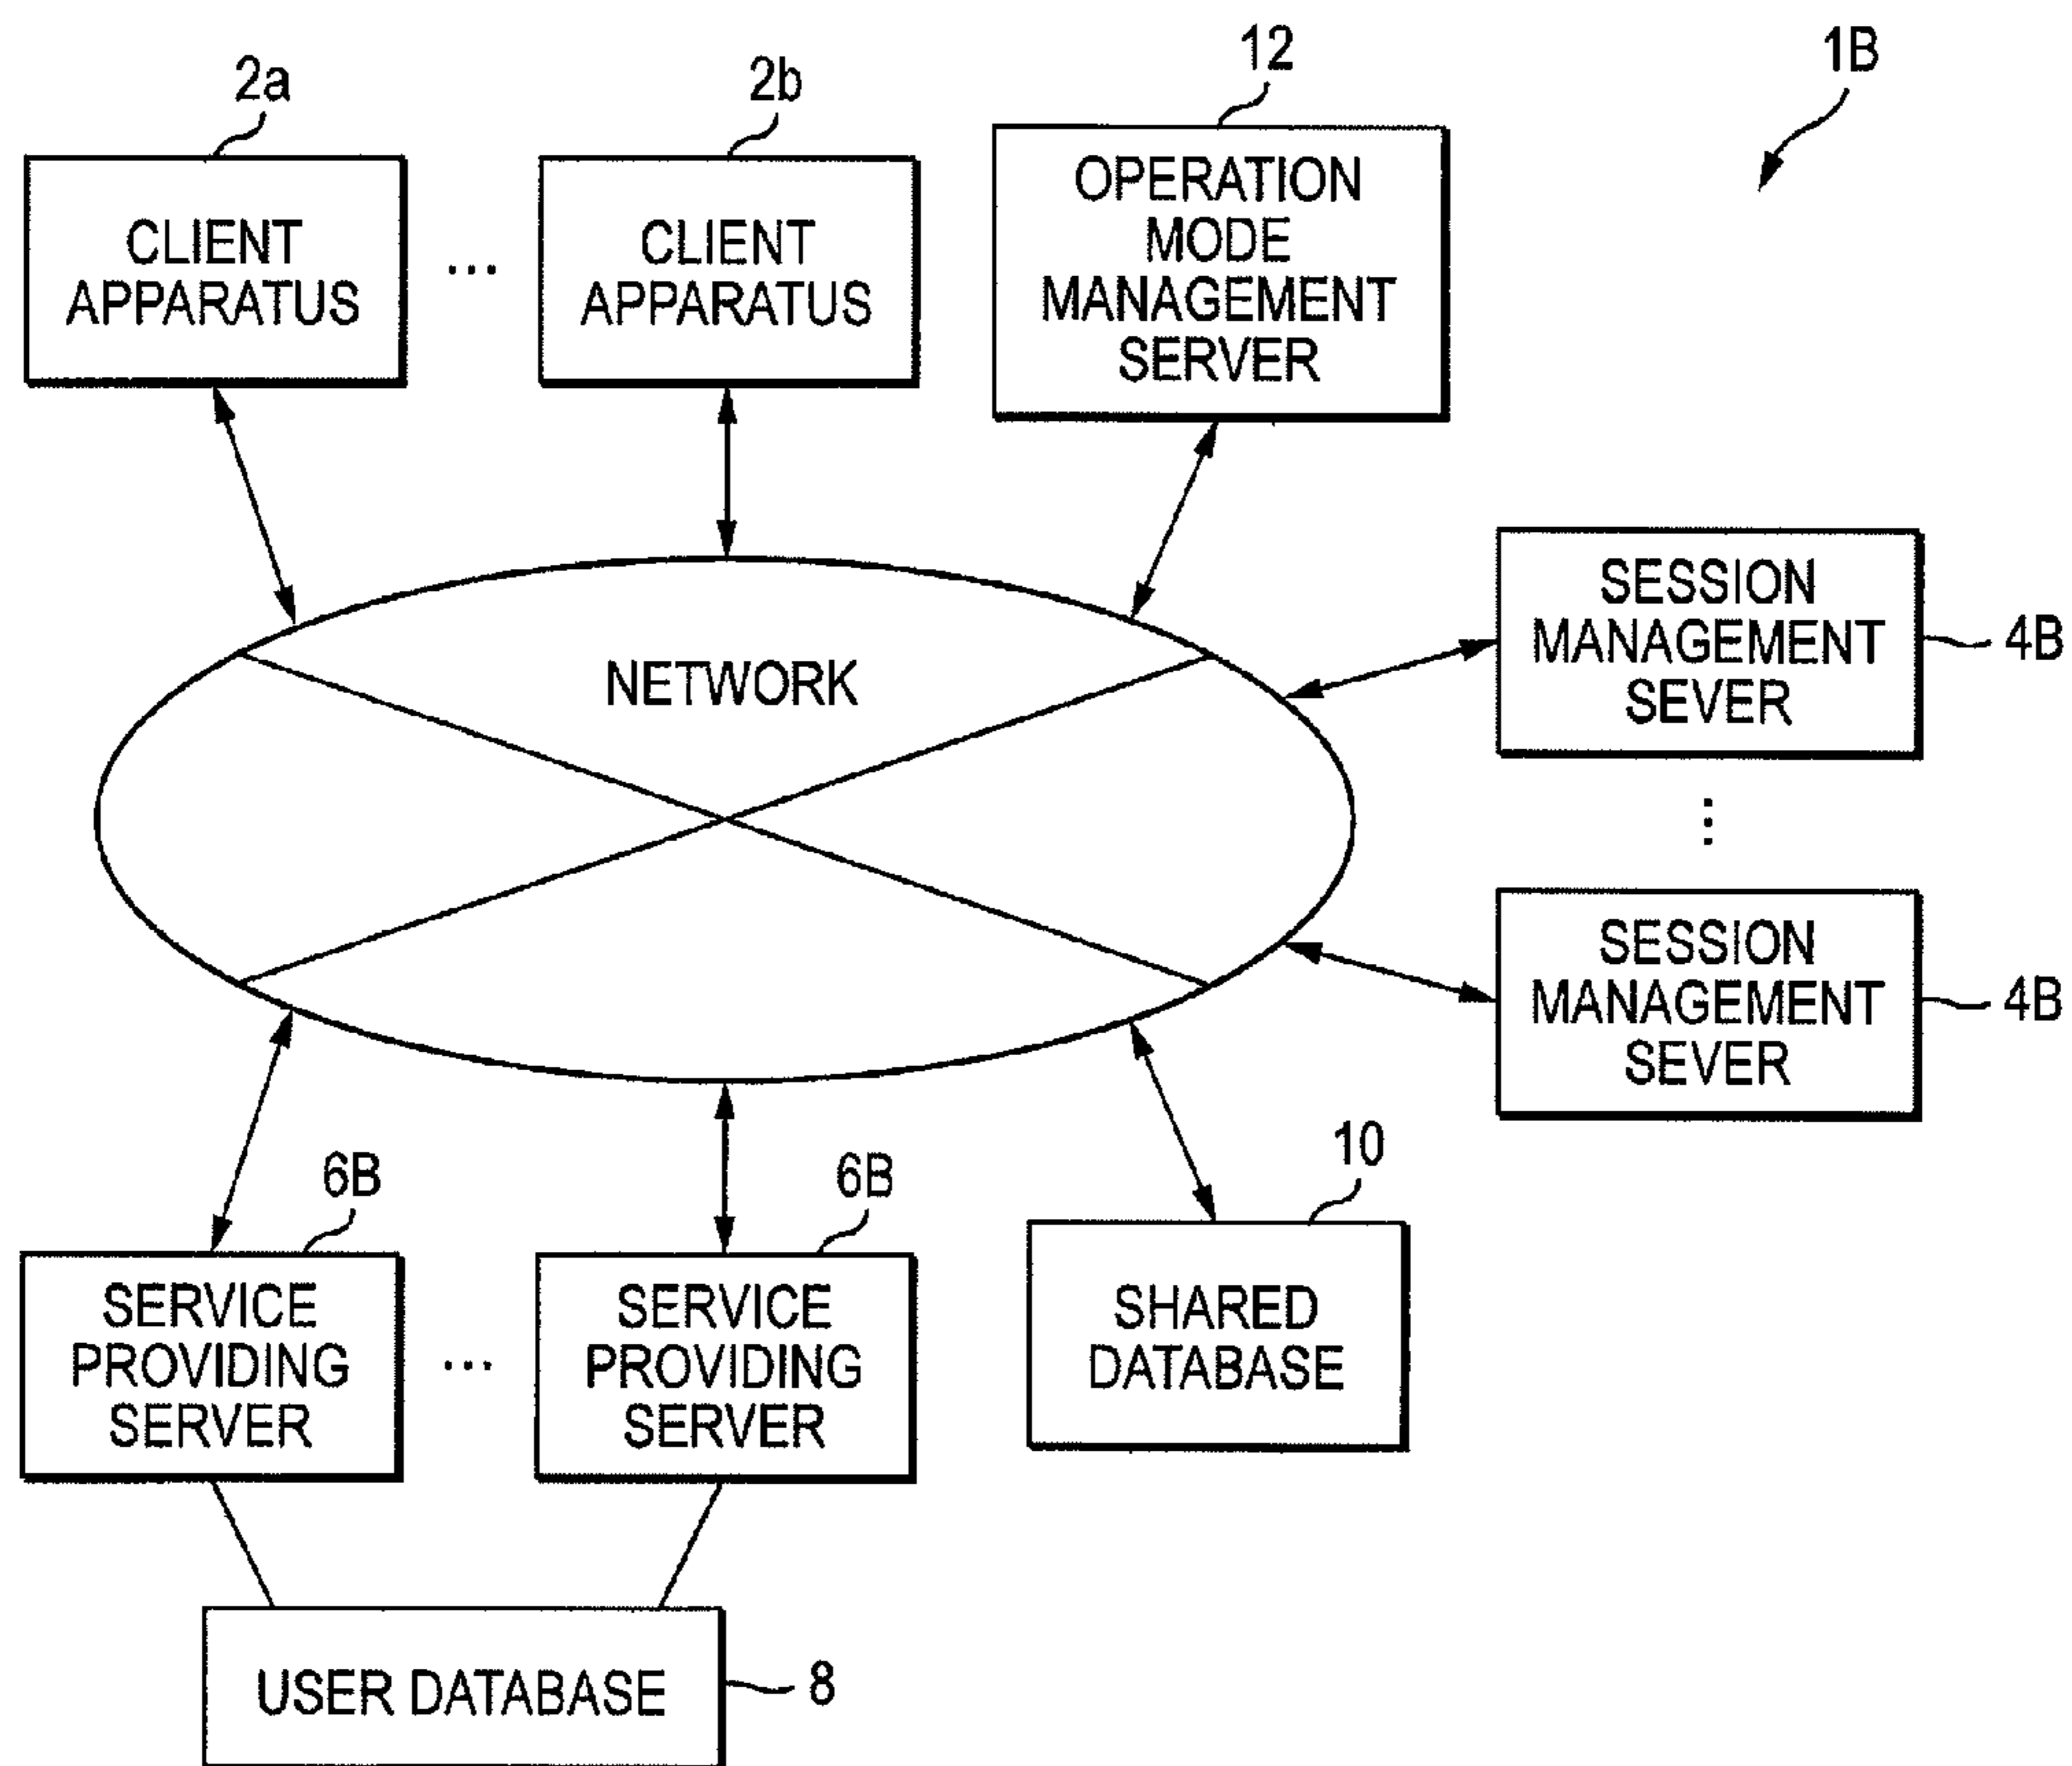 2a
2b
12
1B
CLIENT
APPARATUS
...
CLIENT
APPARATUS
OPERATION
MODE
MANAGEMENT
SERVER
NETWORK
SESSION
MANAGEMENT
SEVER
4B
...
SESSION
MANAGEMENT
SEVER
4B
6B
6B
10
SERVICE
PROVIDING
SERVER
...
SERVICE
PROVIDING
SERVER
SHARED
DATABASE
USER DATABASE
8